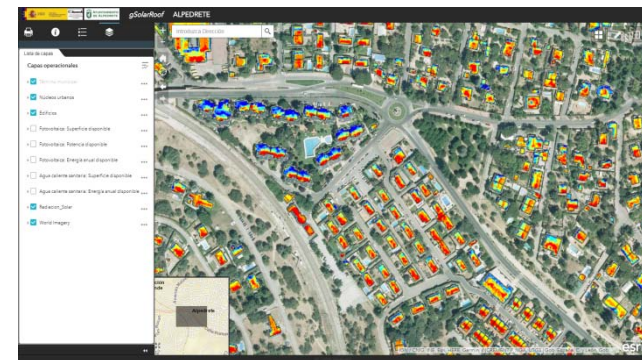 gSolarRoof ALPEDRETE
Introduzca Dirección
Lista de capas
Capas operacionales
Núcleos urbanos
Edificios
Fotovoltaica: Superficie disponible
Fotovoltaica: Potencia disponible
Fotovoltaica: Energía anual disponible
Agua caliente sanitaria: Superficie disponible
Agua caliente sanitaria: Energía anual disponible
Radiacion_Solar
World Imagery
Alpedrete
esri